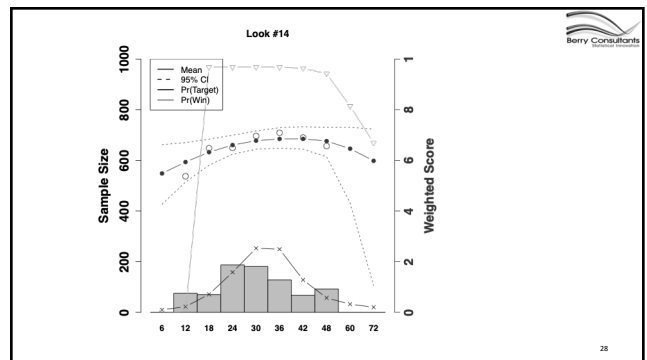 Look #14
Berry Consultants
Statistical Innovation
Mean
95% CI
Pr(Target)
Pr(Win)
Sample Size
1000
800
600
400
200
0
Weighted Score
1
8
6
4
2
0
6 12 18 24 30 36 42 48 60 72
28